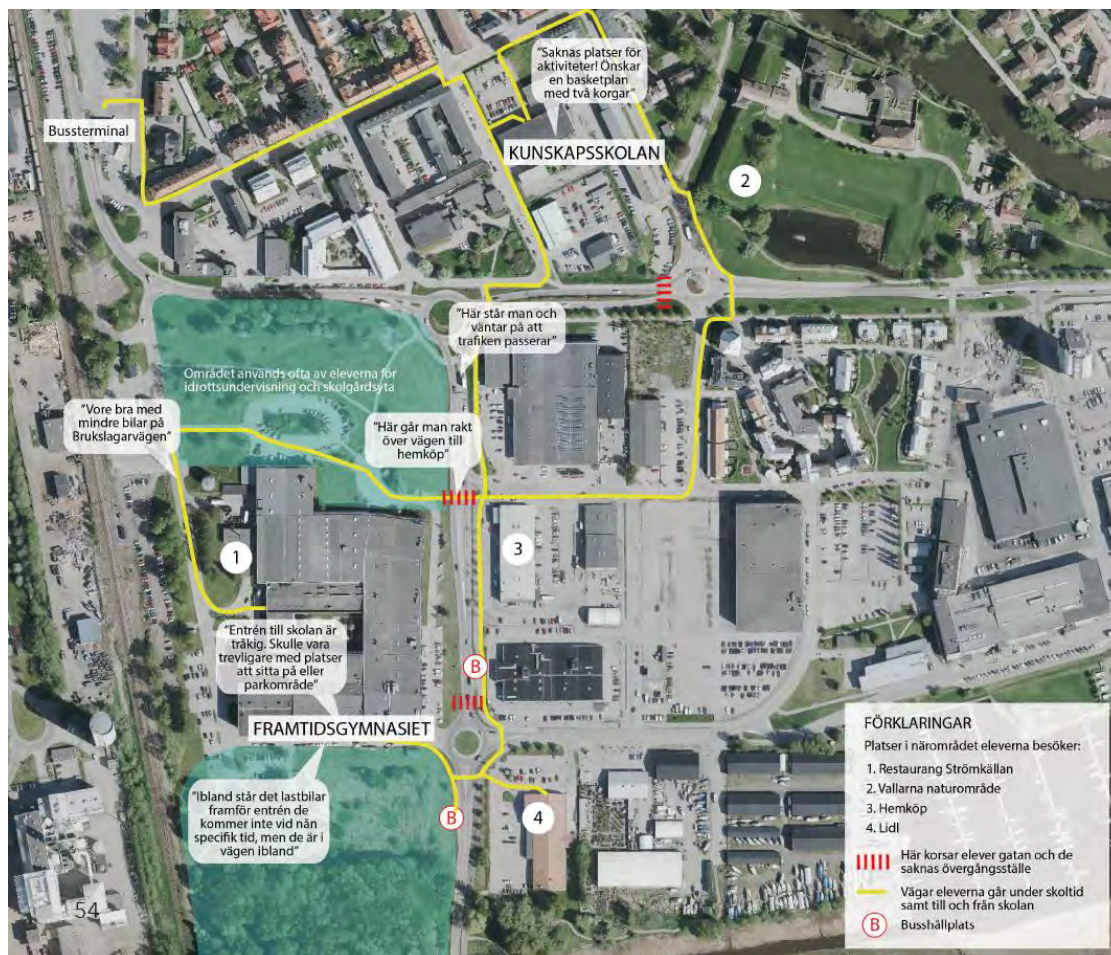 "Saknas platser för
aktiviteter! Önskar
en basketplan
med två korgar"
Bussterminal
KUNSKAPSSKOLAN
2
"Här står man och
väntar på att
trafiken passerar"
Området används ofta av eleverna för
idrottsundervisning och skolgårdsyta
"Vore bra med
mindre bilar på
Brukslagarvägen"
"Här går man rakt
över vägen till
hemköp"
1
3
"Entrén till skolan är
tråkig. Skulle vara
trevligare med platser
att sitta på eller
parkområde"
B
FRAMTIDSGYMNASIET
"Ibland står det lastbilar
framför entrén de
kommer inte vid nån
specifik tid, men de är i
vägen ibland"
B
4
54
FÖRKLARINGAR
Platser i närområdet eleverna besöker:
1. Restaurang Strömkällan
2. Vallarna naturområde
3. Hemköp
4. Lidl
Här korsar elever gatan och de
saknas övergångsställe
Vägar eleverna går under skoltid
samt till och från skolan
B Busshållplats